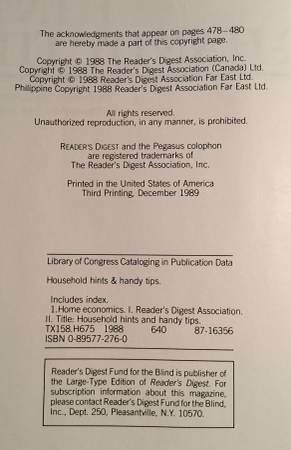 The acknowledgments that appear on pages 478–480
are hereby made a part of this copyright page.
Copyright © 1988 The Reader's Digest Association, Inc.
Copyright © 1988 The Reader's Digest Association (Canada) Ltd.
Copyright © 1988 Reader's Digest Association Far East Ltd.
Philippine Copyright 1988 Reader's Digest Association Far East Ltd.
All rights reserved.
Unauthorized reproduction, in any manner, is prohibited.
READER'S DIGEST and the Pegasus colophon
are registered trademarks of
The Reader's Digest Association, Inc.
Printed in the United States of America
Third Printing, December 1989
Library of Congress Cataloging in Publication Data
Household hints & handy tips.
Includes index.
1.Home economics. I. Reader's Digest Association.
II. Title: Household hints and handy tips.
TX158.H675 1988 640 87-16356
ISBN 0-89577-276-0
Reader's Digest Fund for the Blind is publisher of
the Large-Type Edition of Reader's Digest. For
subscription information about this magazine,
please contact Reader's Digest Fund for the Blind,
Inc., Dept. 250, Pleasantville, N.Y. 10570.